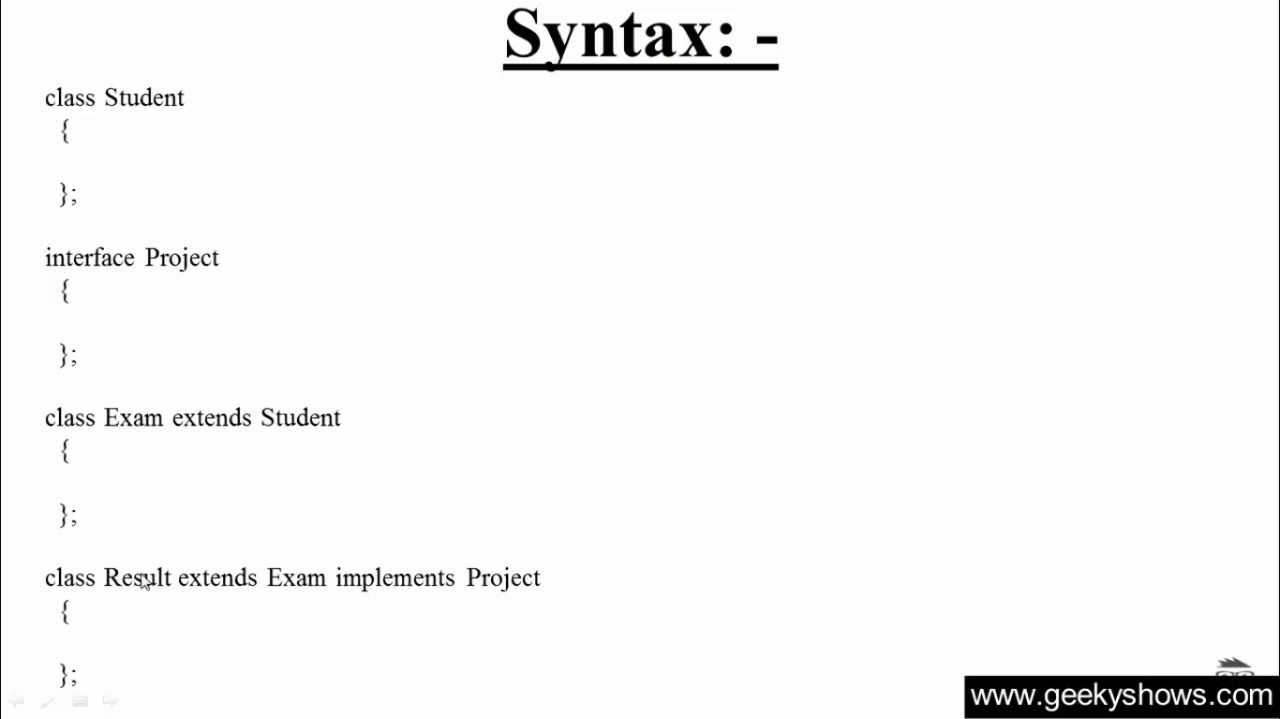 Syntax: -
class Student
{
};
interface Project
{
};
class Exam extends Student
{
};
class Result extends Exam implements Project
{
};
www.geekyshows.com